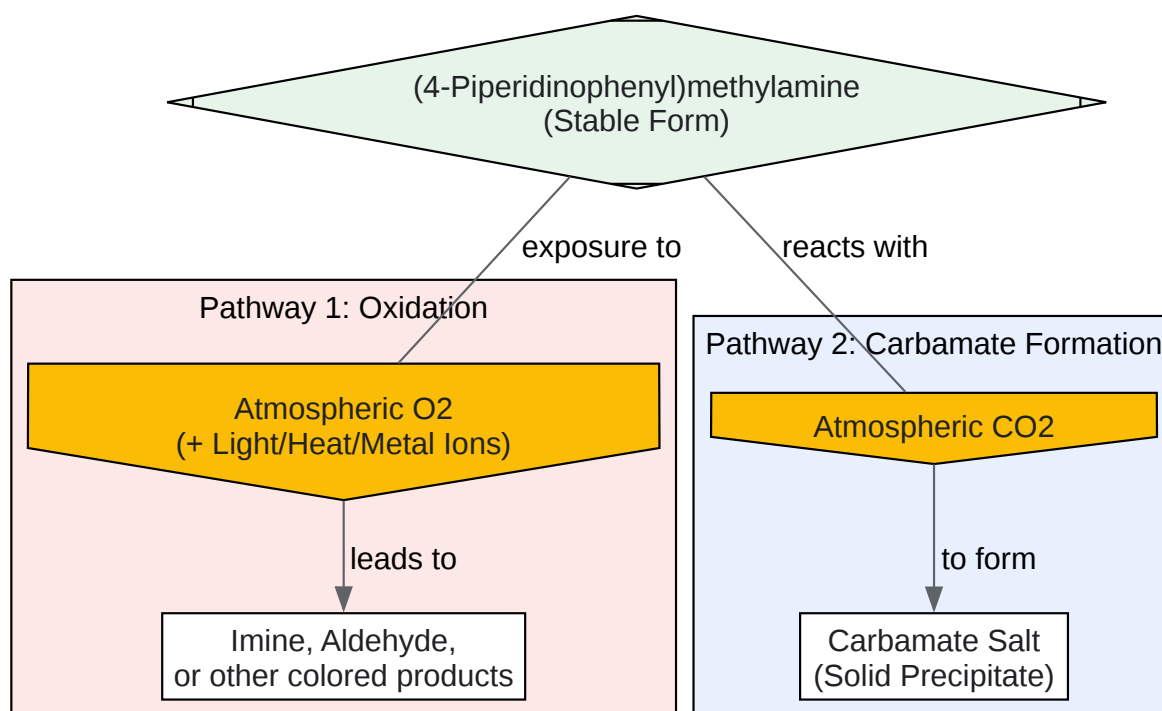 (4-Piperidinophenyl)methylamine
(Stable Form)
exposure to
reacts with
Pathway 1: Oxidation
Atmospheric O2
(+ Light/Heat/Metal Ions)
leads to
Imine, Aldehyde,
or other colored products
Pathway 2: Carbamate Formation
Atmospheric CO2
to form
Carbamate Salt
(Solid Precipitate)